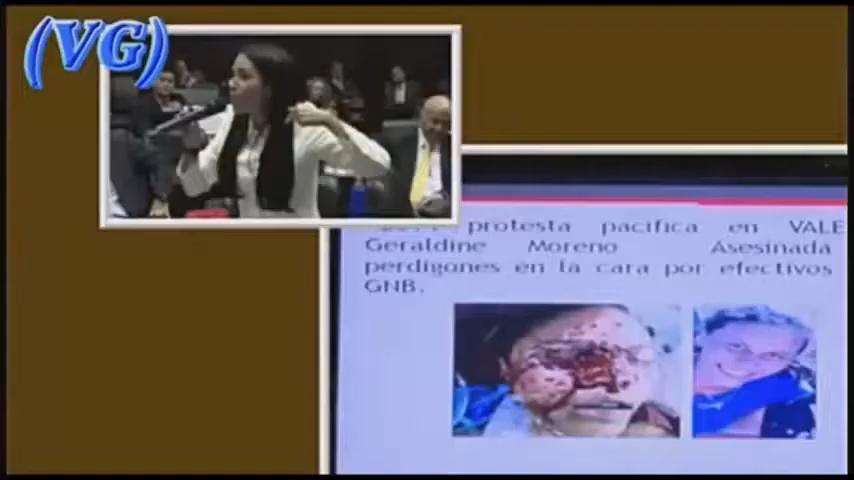 (VG)
protesta pacifica en VALE
Geraldine Moreno Asesinada
perdigones en la cara por efectivos
GNB.